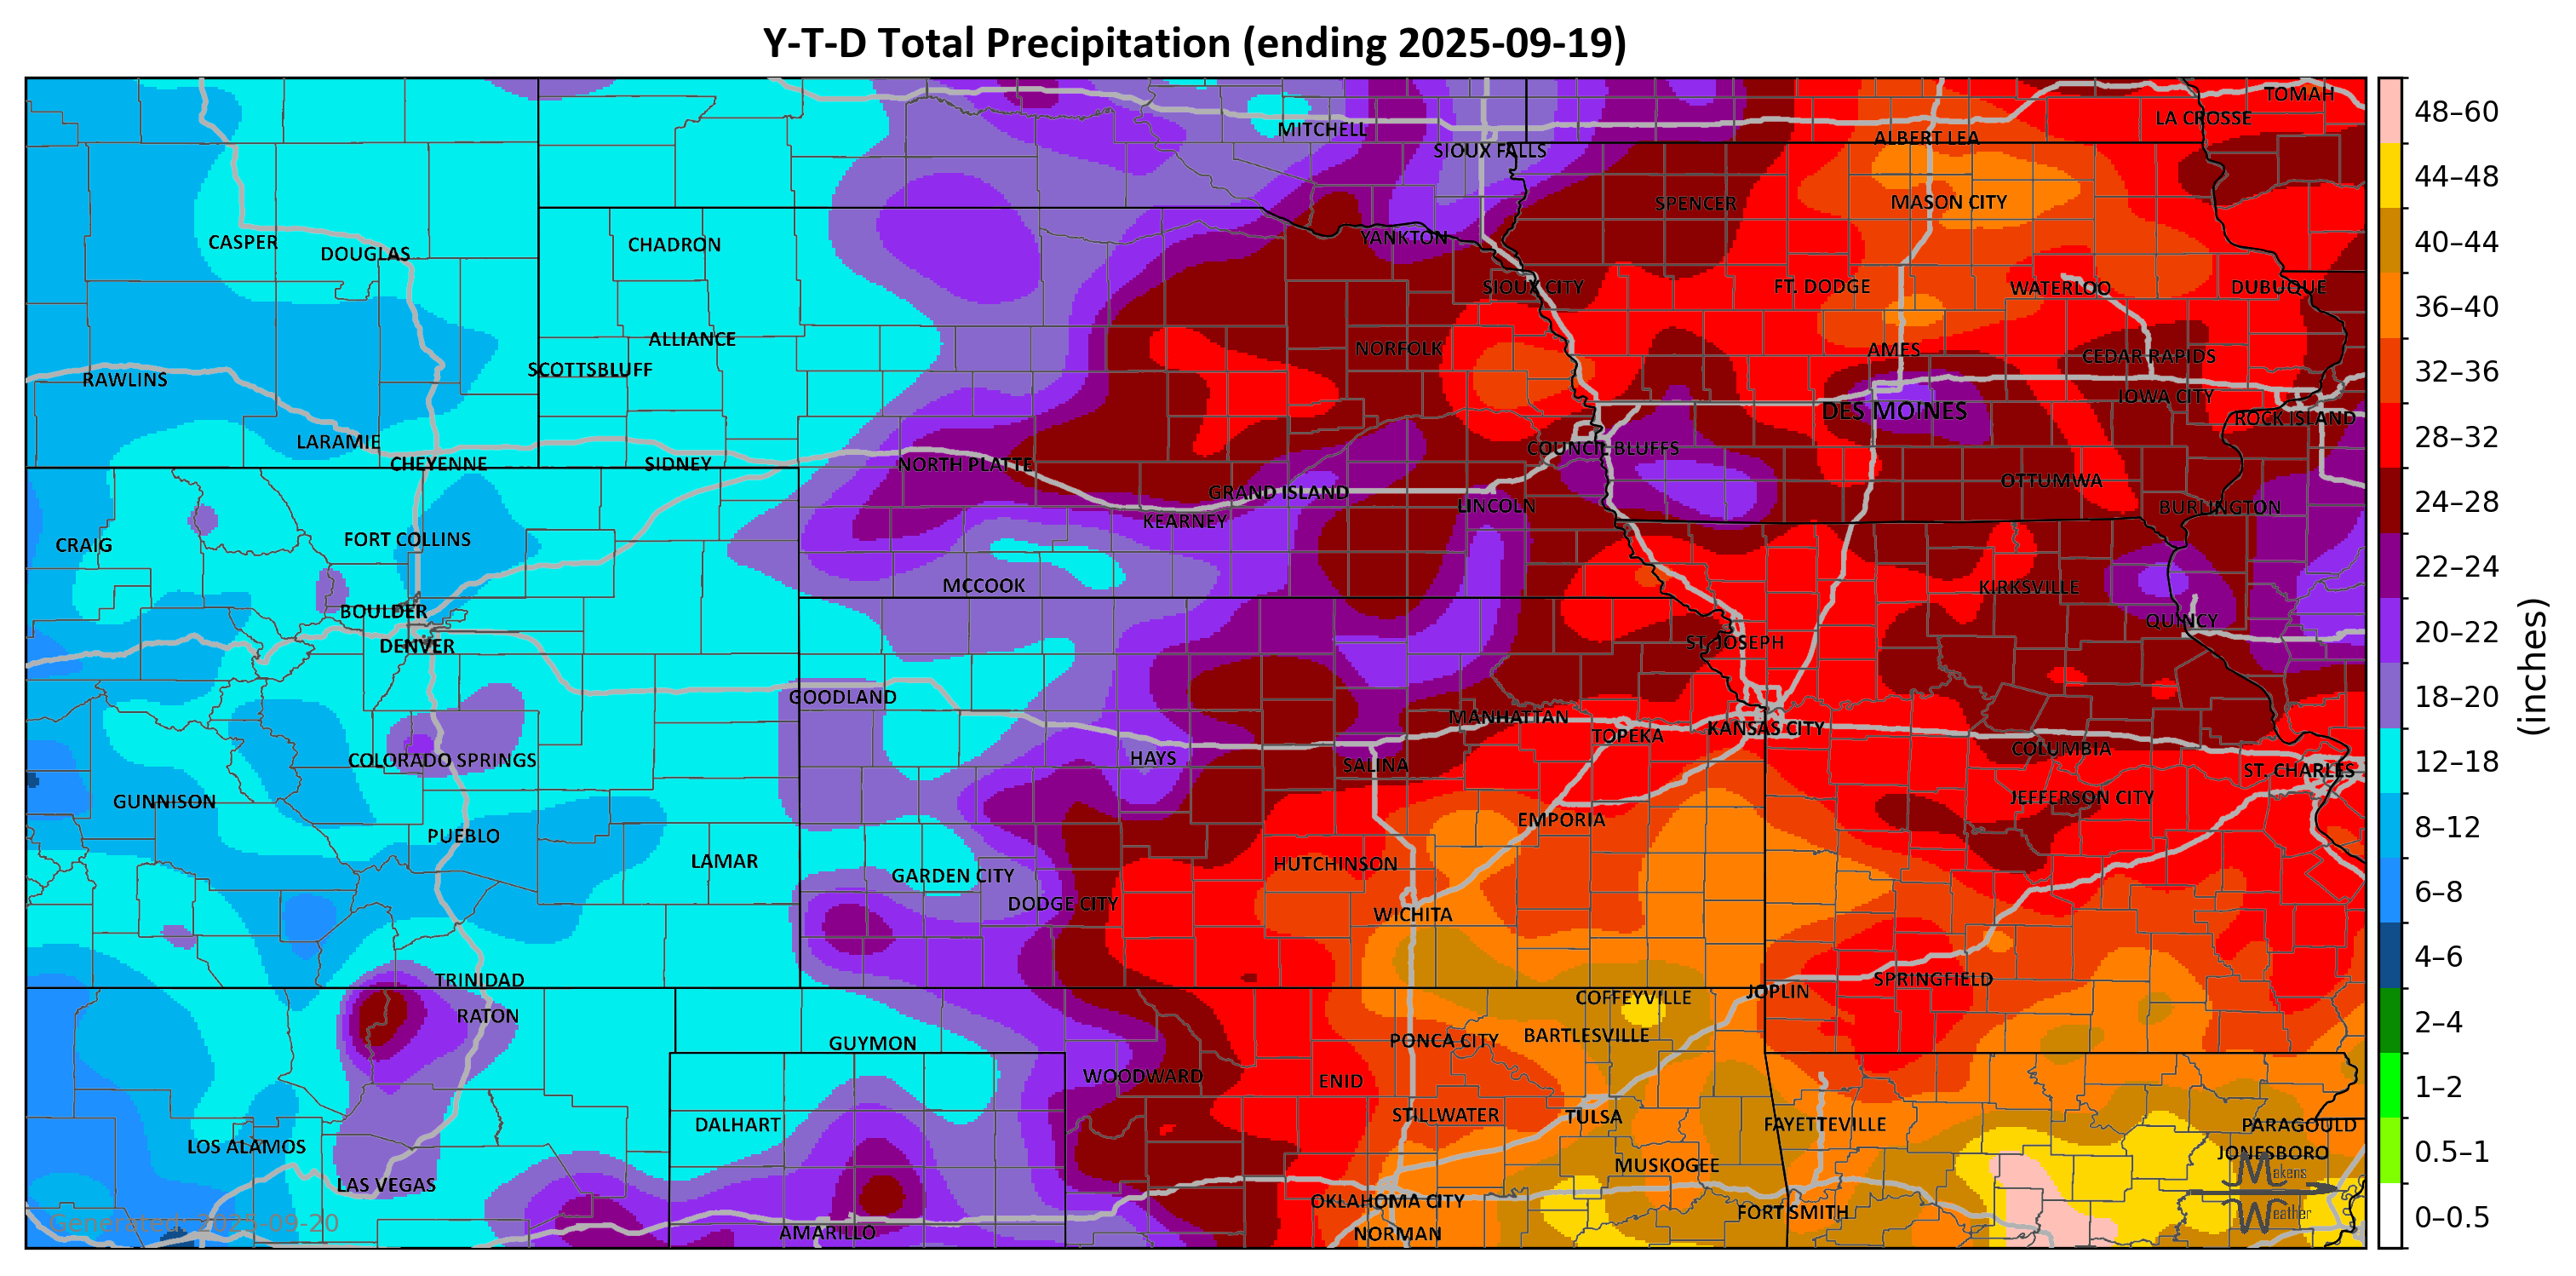 Y-T-D Total Precipitation (ending 2025-09-19)
TOMAH
LA CROSSE
MITCHELL
ALBERT LEA
SIOUX FALLS
SPENCER
MASON CITY
YANKTON
CASPER
CHADRON
DOUGLAS
SIOUX CITY
FT. DODGE
WATERLOO
DUBUQUE
ALLIANCE
NORFOLK
AMES
CEDAR RAPIDS
SCOTTSBLUFF
RAWLINS
IOWA CITY
DES MOINES
ROCK ISLAND
LARAMIE
COUNCIL BLUFFS
CHEYENNE
SIDNEY
NORTH PLATTE
OTTUMWA
GRAND ISLAND
LINCOLN
BURLINGTON
KEARNEY
FORT COLLINS
CRAIG
MCCOOK
KIRKSVILLE
BOULDER
QUINCY
DENVER
ST. JOSEPH
GOODLAND
MANHATTAN
KANSAS CITY
TOPEKA
COLUMBIA
COLORADO SPRINGS
HAYS
SALINA
ST. CHARLES
GUNNISON
JEFFERSON CITY
EMPORIA
PUEBLO
LAMAR
HUTCHINSON
GARDEN CITY
DODGE CITY
WICHITA
TRINIDAD
SPRINGFIELD
JOPLIN
COFFEYVILLE
RATON
BARTLESVILLE
GUYMON
PONCA CITY
WOODWARD
ENID
STILLWATER
TULSA
DALHART
FAYETTEVILLE
PARAGOULD
LOS ALAMOS
JONESBORO
MUSKOGEE
LAS VEGAS
OKLAHOMA CITY
FORT SMITH
AMARILLO
NORMAN
Generated: 2025-09-20
Makens
Weather
48–60
44–48
40–44
36–40
32–36
28–32
24–28
22–24
20–22
18–20
12–18
8–12
6–8
4–6
2–4
1–2
0.5–1
0–0.5
(inches)